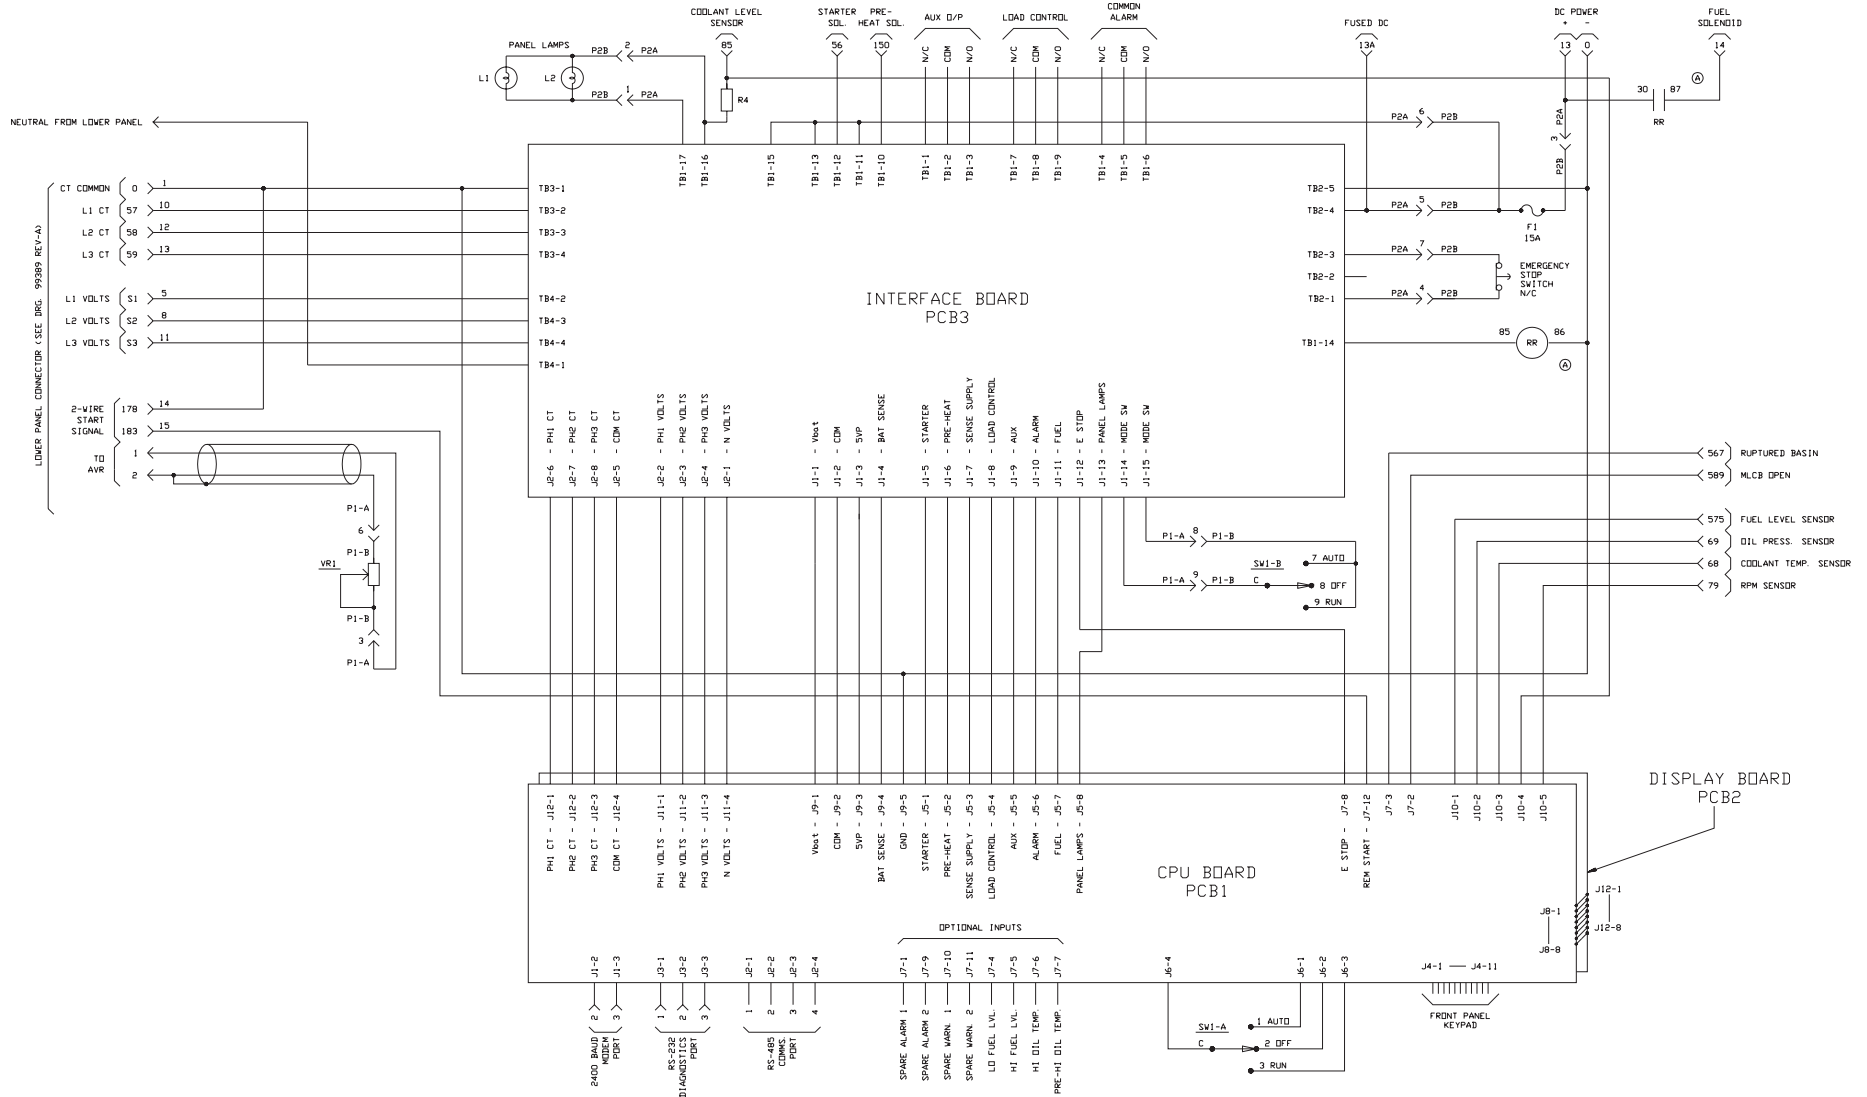 COOLANT LEVEL
SENSOR
85
STARTER
SOL.
56
PRE-
HEAT SOL.
150
AUX O/P
N/C
COM
N/O
LOAD CONTROL
N/C
COM
N/O
COMMON
ALARM
N/C
COM
N/O
FUSED DC
13A
DC POWER
+ -
13 0
FUEL
SOLENOID
14
PANEL LAMPS
L1
L2
P2B 2 P2A
P2B 1 P2A
R4
30 87
A
RR
P2A
3
P2B
P2A 6 P2B
NEUTRAL FROM LOWER PANEL
TB1-17
TB1-16
TB1-15
TB1-13
TB1-12
TB1-11
TB1-10
TB1-1
TB1-2
TB1-3
TB1-7
TB1-8
TB1-9
TB1-4
TB1-5
TB1-6
LOWER PANEL CONNECTOR (SEE DRG. 99389 REV-A)
CT COMMON 0 1
L1 CT 57 10
L2 CT 58 12
L3 CT 59 13
L1 VOLTS S1 5
L2 VOLTS S2 8
L3 VOLTS S3 11
2-WIRE
START
SIGNAL
178 14
183 15
TO
AVR
1
2
TB3-1
TB3-2
TB3-3
TB3-4
TB4-2
TB4-3
TB4-4
TB4-1
INTERFACE BOARD
PCB3
TB2-5
TB2-4
TB2-3
TB2-2
TB2-1
TB1-14
P2A 5 P2B
F1
15A
P2A 7 P2B
P2A 4 P2B
EMERGENCY
STOP
SWITCH
N/C
85 RR 86
A
P1-A
6
P1-B
VR1
P1-B
3
P1-A
J2-6 - PH1 CT
J2-7 - PH2 CT
J2-8 - PH3 CT
J2-5 - COM CT
J2-2 - PH1 VOLTS
J2-3 - PH2 VOLTS
J2-4 - PH3 VOLTS
J2-1 - N VOLTS
J1-1 - Vbat
J1-2 - COM
J1-3 - 5VP
J1-4 - BAT SENSE
J1-5 - STARTER
J1-6 - PRE-HEAT
J1-7 - SENSE SUPPLY
J1-8 - LOAD CONTROL
J1-9 - AUX
J1-10 - ALARM
J1-11 - FUEL
J1-12 - E STOP
J1-13 - PANEL LAMPS
J1-14 - MODE SW
J1-15 - MODE SW
567 RUPTURED BASIN
589 MLCB OPEN
575 FUEL LEVEL SENSOR
69 OIL PRESS. SENSOR
68 COOLANT TEMP. SENSOR
79 RPM SENSOR
P1-A 8 P1-B
P1-A 9 P1-B
SW1-B
C
7 AUTO
8 OFF
9 RUN
DISPLAY BOARD
PCB2
PH1 CT - J12-1
PH2 CT - J12-2
PH3 CT - J12-3
COM CT - J12-4
PH1 VOLTS - J11-1
PH2 VOLTS - J11-2
PH3 VOLTS - J11-3
N VOLTS - J11-4
Vbat - J9-1
COM - J9-2
5VP - J9-3
BAT SENSE - J9-4
GND - J9-5
STARTER - J5-1
PRE-HEAT - J5-2
SENSE SUPPLY - J5-3
LOAD CONTROL - J5-4
AUX - J5-5
ALARM - J5-6
FUEL - J5-7
PANEL LAMPS - J5-8
E STOP - J7-8
REM START - J7-12
J7-3
J7-2
J10-1
J10-2
J10-3
J10-4
J10-5
CPU BOARD
PCB1
J12-1
J12-8
J8-1
J8-8
OPTIONAL INPUTS
J1-2
J1-3
J3-1
J3-2
J3-3
J2-1
J2-2
J2-3
J2-4
J7-1
J7-9
J7-10
J7-11
J7-4
J7-5
J7-6
J7-7
J6-4
J6-1
J6-2
J6-3
J4-1
J4-11
2
3
2400 BAUD
MODEM
PORT
1
2
3
RS-232
DIAGNOSTICS
PORT
1
2
3
4
RS-485
COMMS.
PORT
SPARE ALARM 1
SPARE ALARM 2
SPARE WARN. 1
SPARE WARN. 2
LO FUEL LVL.
HI FUEL LVL.
HI OIL TEMP.
PRE-HI OIL TEMP.
SW1-A
C
1 AUTO
2 OFF
3 RUN
FRONT PANEL
KEYPAD